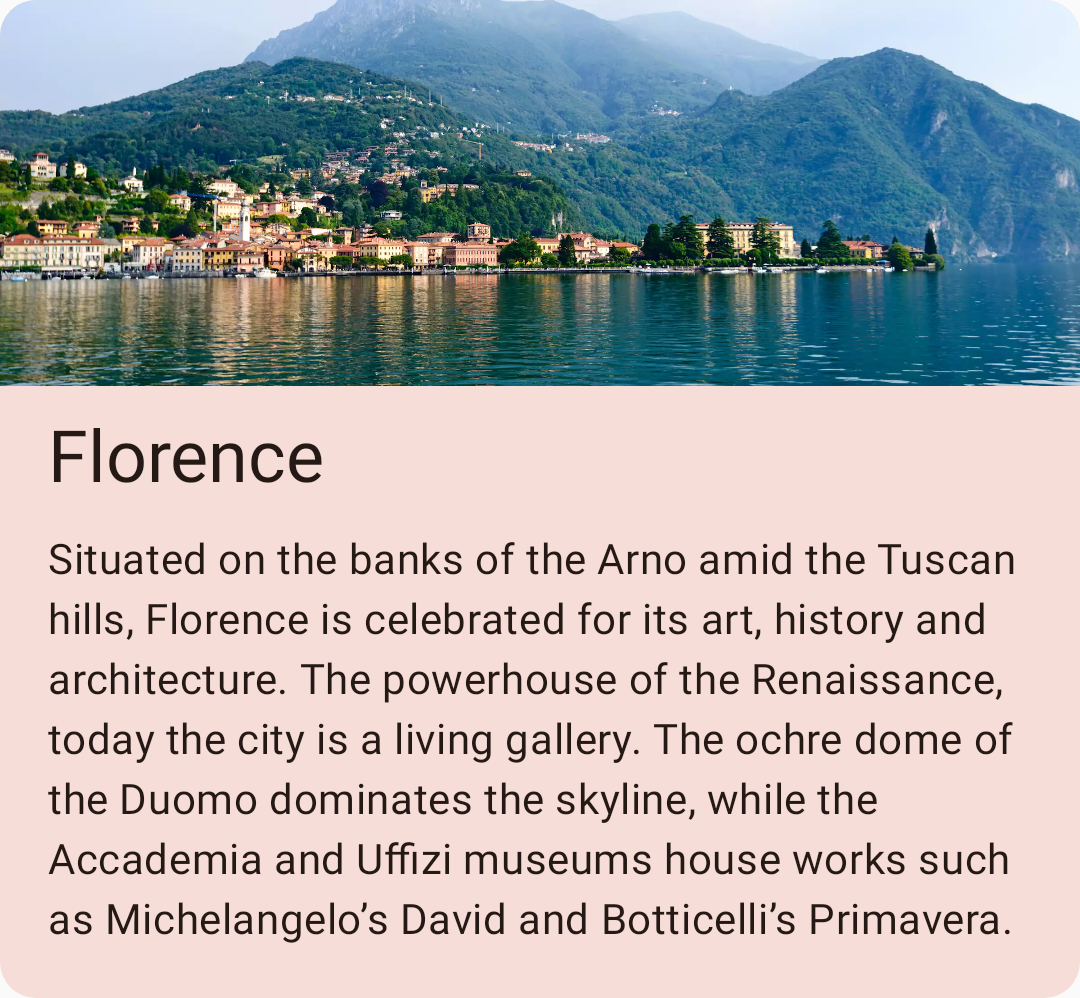 Florence
Situated on the banks of the Arno amid the Tuscan
hills, Florence is celebrated for its art, history and
architecture. The powerhouse of the Renaissance,
today the city is a living gallery. The ochre dome of
the Duomo dominates the skyline, while the
Accademia and Uffizi museums house works such
as Michelangelo’s David and Botticelli’s Primavera.